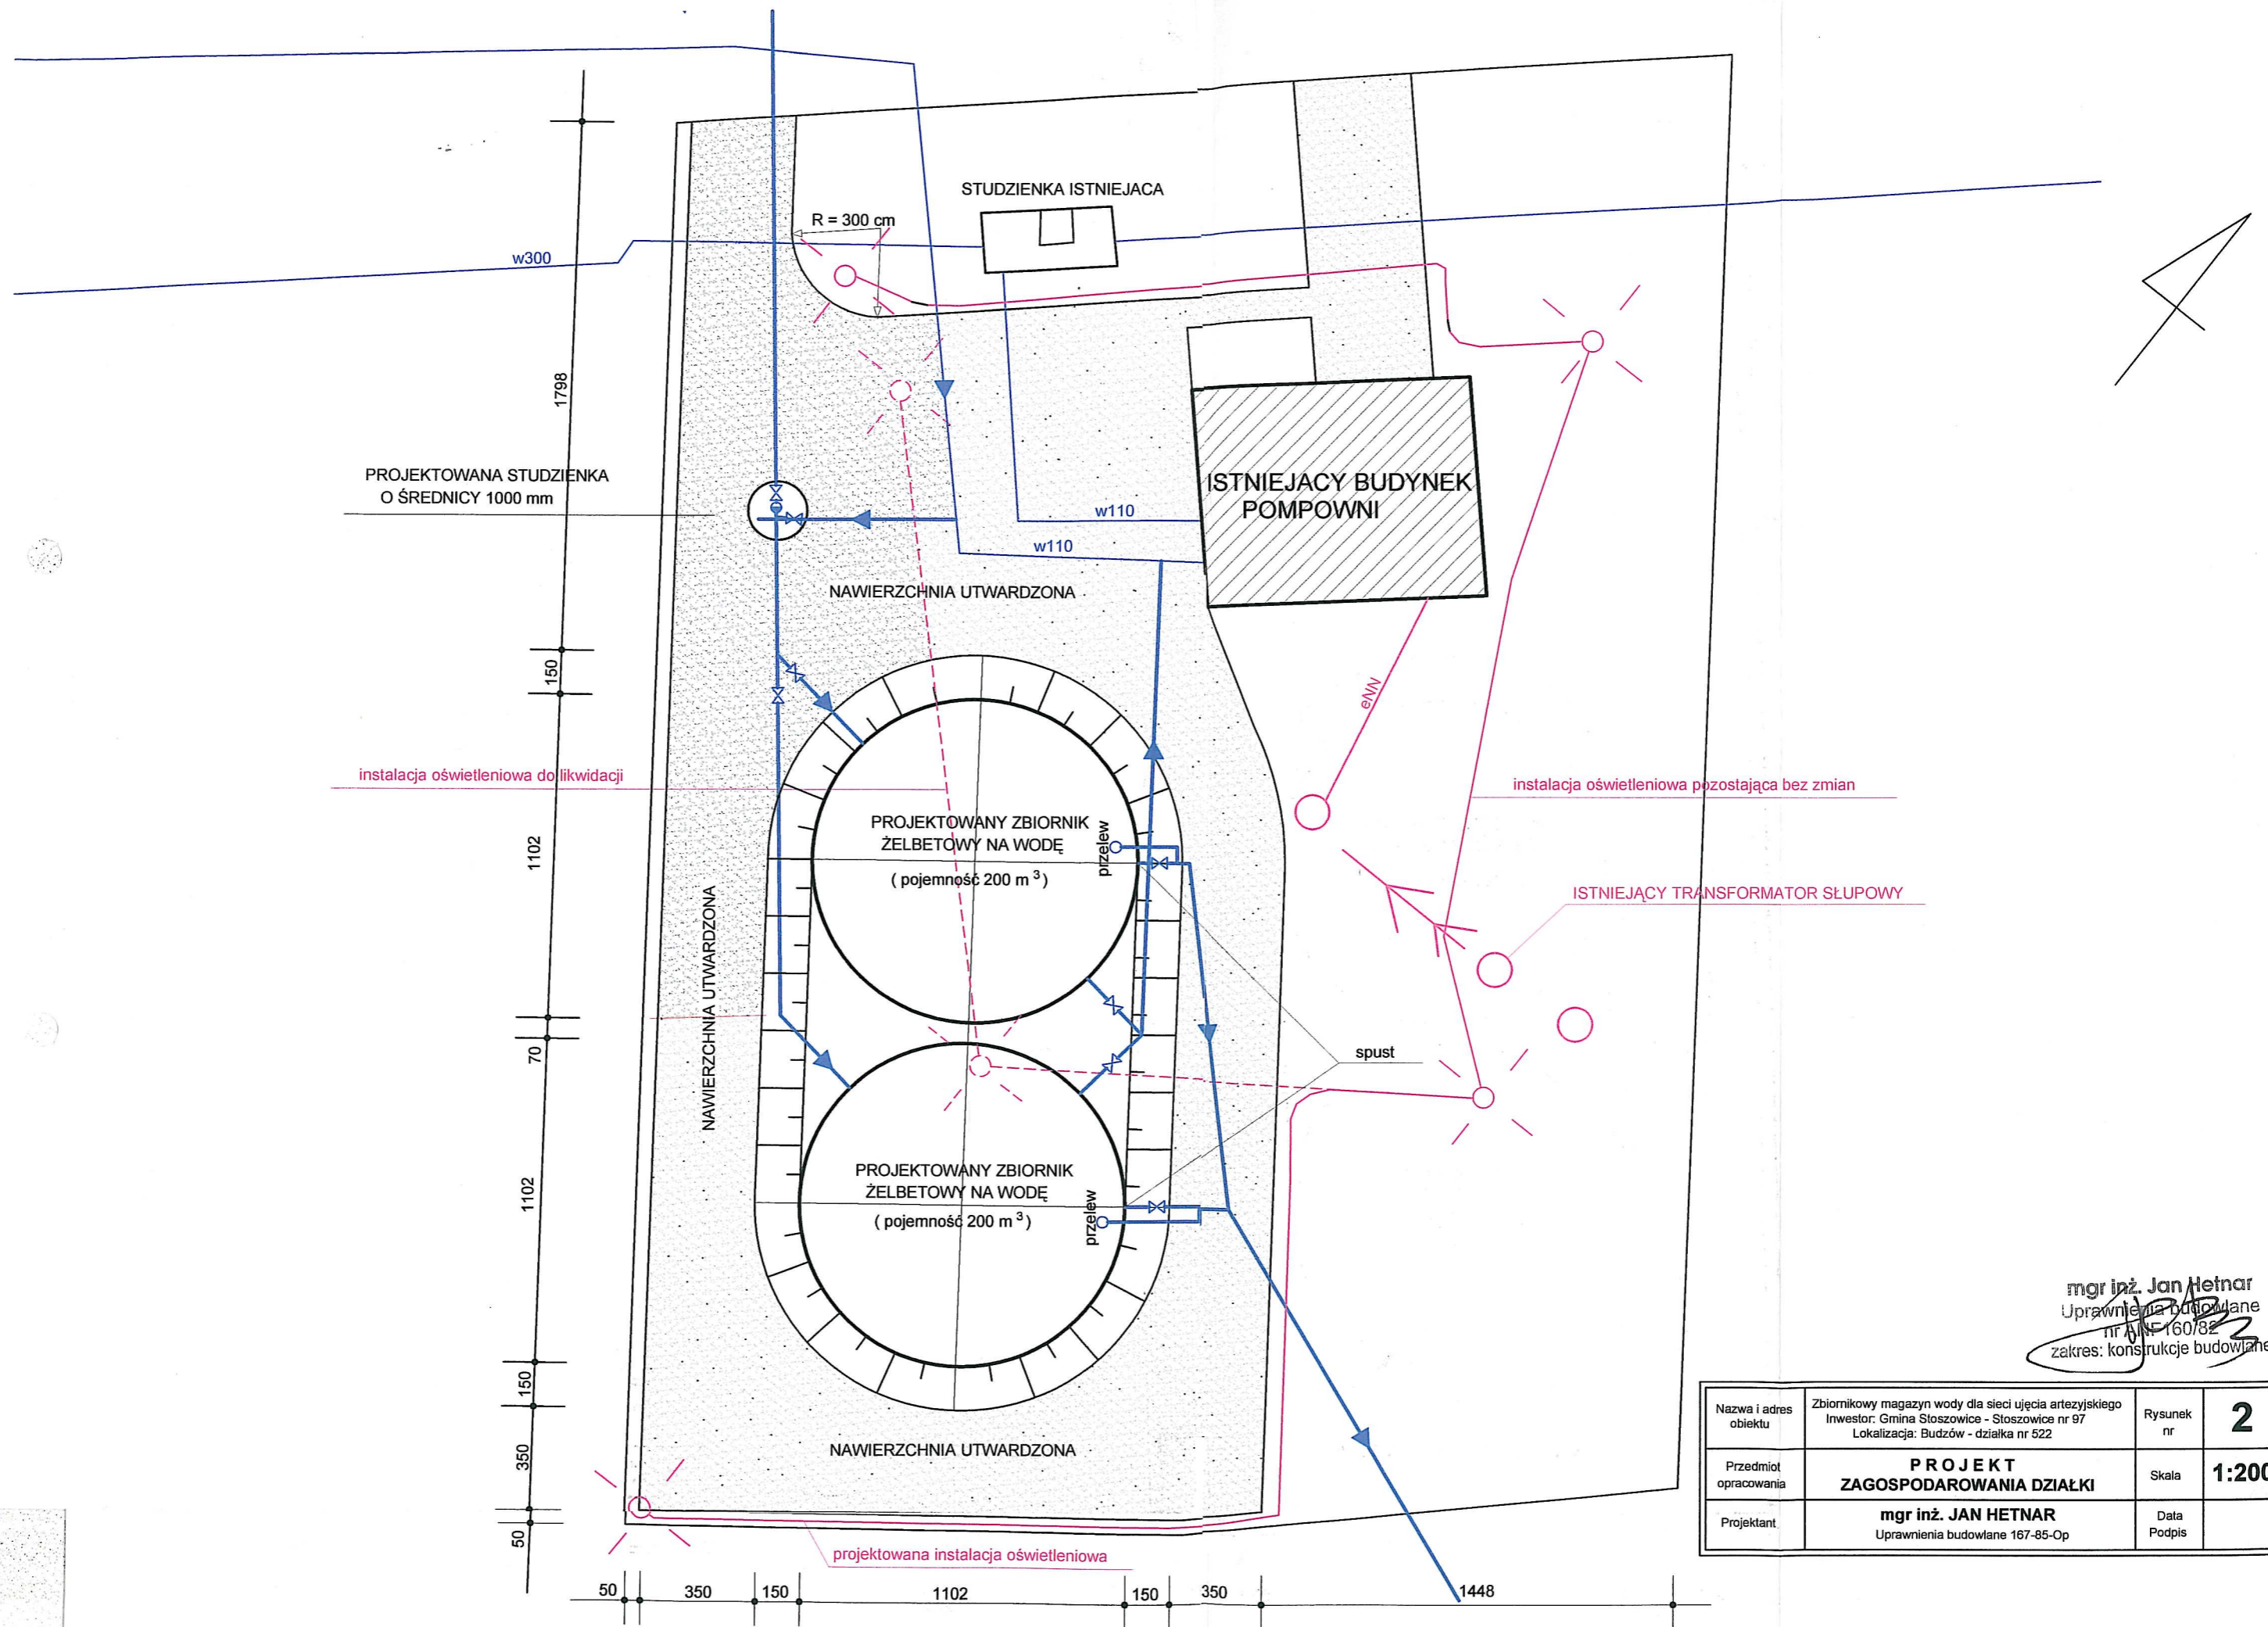 STUDZIENKA ISTNIEJACA
R = 300 cm
w300
1798
PROJEKTOWANA STUDZIENKA
O ŚREDNICY 1000 mm
ISTNIEJACY BUDYNEK
POMPOWNI
w110
w110
NAWIERZCHNIA UTWARDZONA
150
eNN
instalacja oświetleniowa do likwidacji
instalacja oświetleniowa pozostająca bez zmian
1102
PROJEKTOWANY ZBIORNIK
ŻELBETOWY NA WODĘ
( pojemność 200 m 3 )
przelew
ISTNIEJĄCY TRANSFORMATOR SŁUPOWY
NAWIERZCHNIA UTWARDZONA
70
spust
1102
PROJEKTOWANY ZBIORNIK
ŻELBETOWY NA WODĘ
( pojemność 200 m 3 )
przelew
150
350
NAWIERZCHNIA UTWARDZONA
50
projektowana instalacja oświetleniowa
50
350
150
1102
150
350
1448
mgr inż. Jan Hetnar
Uprawnienia budowlane
nr ANF160/82
zakres: konstrukcje budowlane
Nazwa i adres
obiektu
Zbiornikowy magazyn wody dla sieci ujęcia artezyjskiego
Inwestor: Gmina Stoszowice - Stoszowice nr 97
Lokalizacja: Budzów - działka nr 522
Rysunek
nr
2
Przedmiot
opracowania
PROJEKT
ZAGOSPODAROWANIA DZIAŁKI
Skala
1:200
Projektant
mgr inż. JAN HETNAR
Uprawnienia budowlane 167-85-Op
Data
Podpis